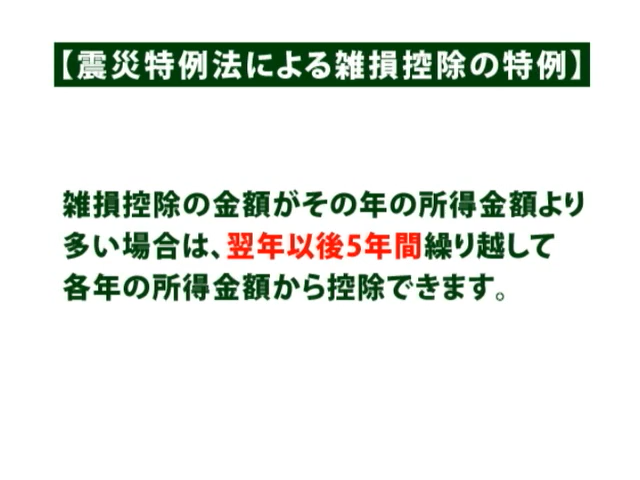 【震災特例法による雑損控除の特例】
雑損控除の金額がその年の所得金額より
多い場合は、翌年以後5年間繰り越して
各年の所得金額から控除できます。